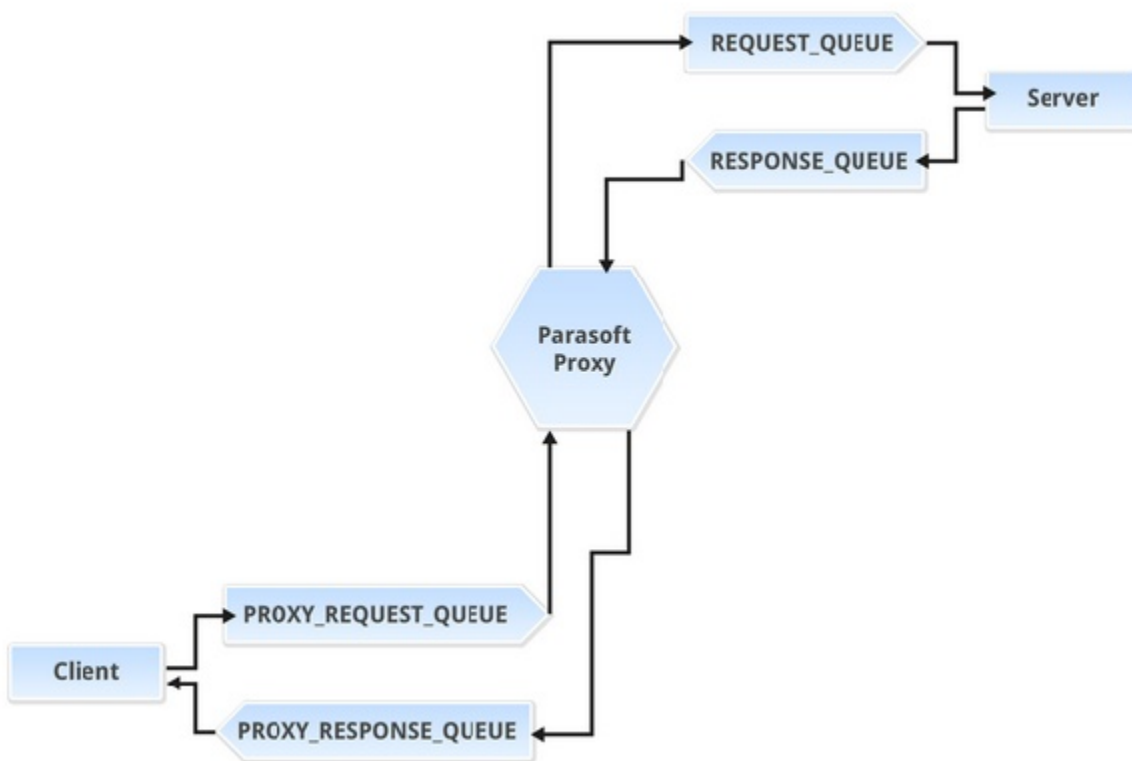 REQUEST_QUEUE
Server
RESPONSE_QUEUE
Parasoft
Proxy
PROXY_REQUEST_QUEUE
Client
PROXY_RESPONSE_QUEUE